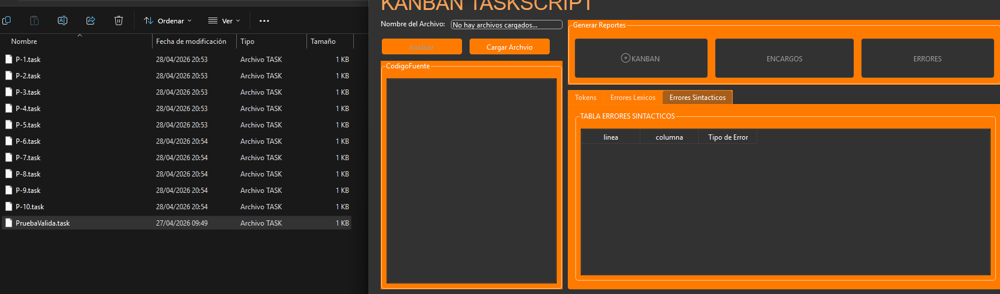 Ordenar
Ver
Nombre
Fecha de modificación
Tipo
Tamaño
P-1.task
28/04/2026 20:53
Archivo TASK
1 KB
P-2.task
28/04/2026 20:53
Archivo TASK
1 KB
P-3.task
28/04/2026 20:53
Archivo TASK
1 KB
P-4.task
28/04/2026 20:53
Archivo TASK
1 KB
P-5.task
28/04/2026 20:53
Archivo TASK
1 KB
P-6.task
28/04/2026 20:54
Archivo TASK
1 KB
P-7.task
28/04/2026 20:54
Archivo TASK
1 KB
P-8.task
28/04/2026 20:54
Archivo TASK
1 KB
P-9.task
28/04/2026 20:54
Archivo TASK
1 KB
P-10.task
28/04/2026 20:54
Archivo TASK
1 KB
PruebaValida.task
27/04/2026 09:49
Archivo TASK
1 KB
KANBAN TASKSCRIPT
Nombre del Archivo:
No hay archivos cargados...
Analizar
Cargar Archvio
CodigoFuente
Generar Reportes
KANBAN
ENCARGOS
ERRORES
Tokens
Errores Lexicos
Errores Sintacticos
TABLA ERRORES SINTACTICOS
linea
columna
Tipo de Error